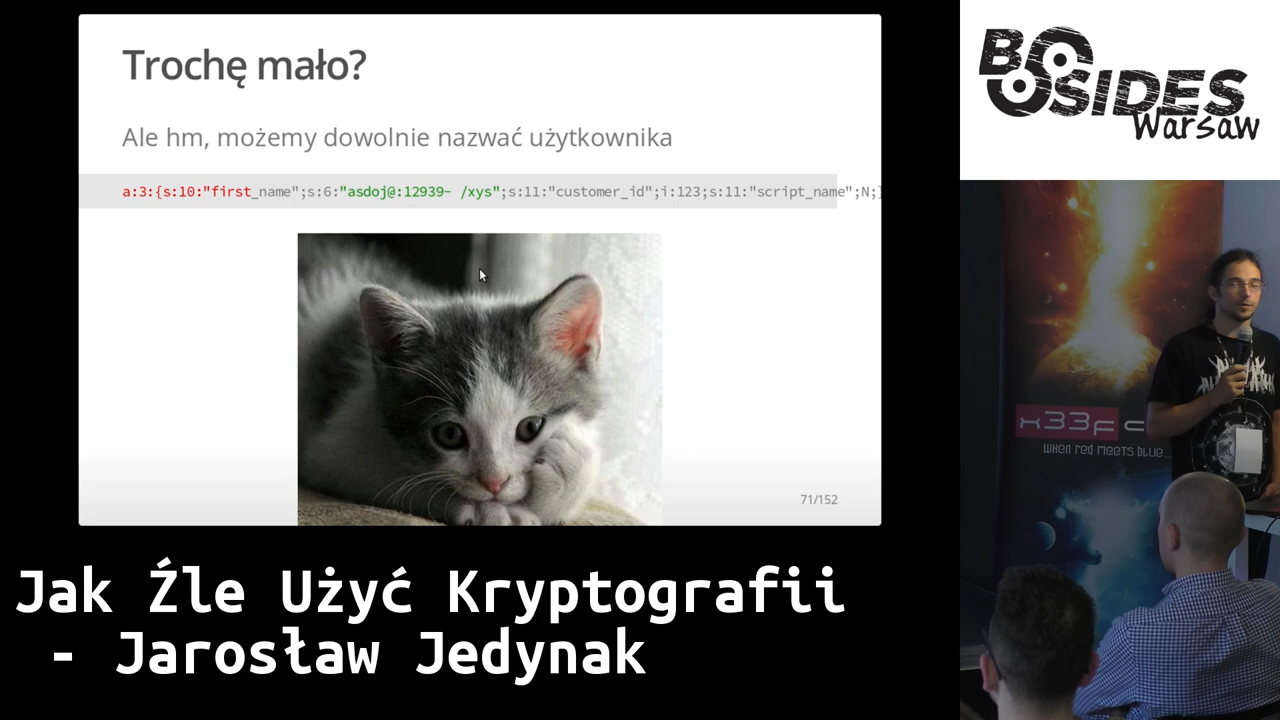 Trochę mało?
Ale hm, możemy dowolnie nazwać użytkownika
a:3:{s:10:"first_name";s:6:"asdoj@:12939- /xys";s:11:"customer_id";i:123;s:11:"script_name";N;}
71/152
Jak Źle Użyć Kryptografii
- Jarosław Jedynak
BSIDES
Warsaw
x33fc
When red meets blue...